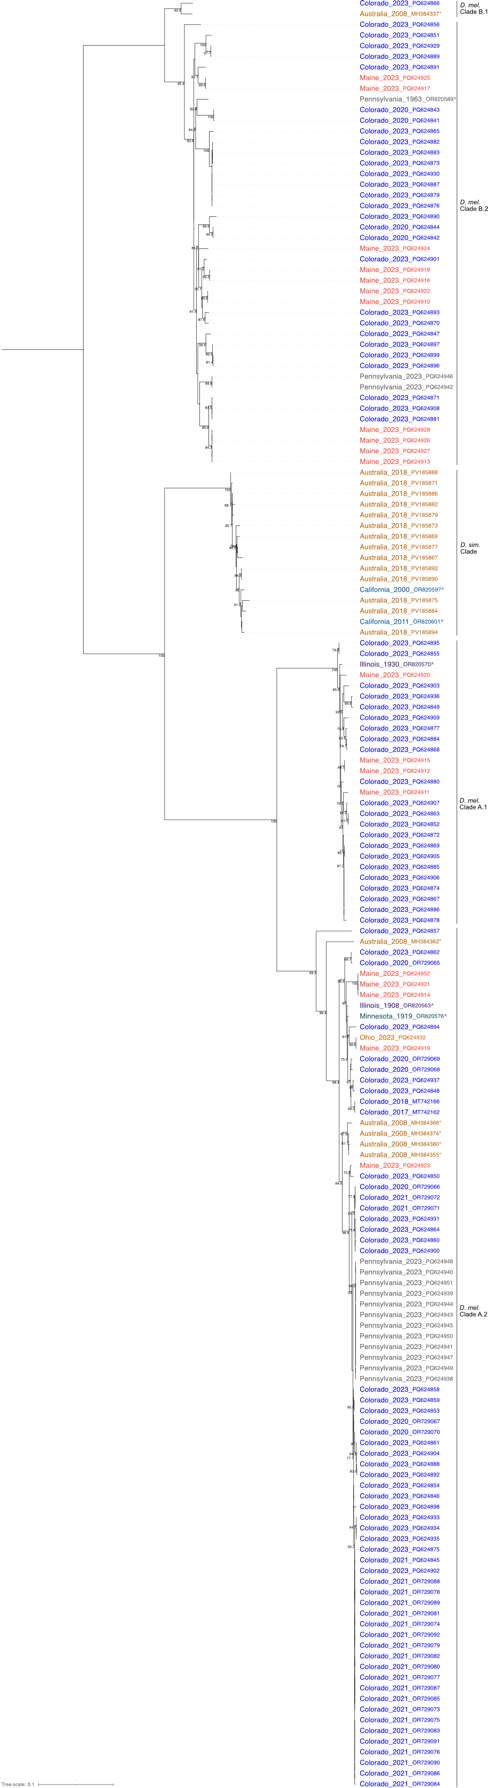 Colorado_2023_PQ624866
Australia_2008_MH384337*
D. mel.
Clade B.1
Colorado_2023_PQ624856
Colorado_2023_PQ624851
Colorado_2023_PQ624929
Colorado_2023_PQ624889
Colorado_2023_PQ624891
Maine_2023_PQ624925
Maine_2023_PQ624917
Pennsylvania_1963_OR820589^
Colorado_2020_PQ624843
Colorado_2020_PQ624841
Colorado_2023_PQ624865
Colorado_2023_PQ624882
Colorado_2023_PQ624883
Colorado_2023_PQ624873
Colorado_2023_PQ624930
Colorado_2023_PQ624887
Colorado_2023_PQ624879
Colorado_2023_PQ624876
D. mel.
Clade B.2
Colorado_2023_PQ624890
Colorado_2020_PQ624844
Colorado_2020_PQ624842
Maine_2023_PQ624924
Colorado_2023_PQ624901
Maine_2023_PQ624918
Maine_2023_PQ624916
Maine_2023_PQ624922
Maine_2023_PQ624910
Colorado_2023_PQ624893
Colorado_2023_PQ624870
Colorado_2023_PQ624847
Colorado_2023_PQ624897
Colorado_2023_PQ624899
Colorado_2023_PQ624896
Pennsylvania_2023_PQ624946
Pennsylvania_2023_PQ624942
Colorado_2023_PQ624871
Colorado_2023_PQ624908
Colorado_2023_PQ624881
Maine_2023_PQ624928
Maine_2023_PQ624926
Maine_2023_PQ624927
Maine_2023_PQ624913
Australia_2018_PV185888
Australia_2018_PV185871
Australia_2018_PV185886
Australia_2018_PV185882
Australia_2018_PV185879
Australia_2018_PV185873
Australia_2018_PV185869
Australia_2018_PV185877
D. sim.
Clade
Australia_2018_PV185867
Australia_2018_PV185892
Australia_2018_PV185890
California_2000_OR820597^
Australia_2018_PV185875
Australia_2018_PV185884
California_2011_OR820601^
Australia_2018_PV185894
Colorado_2023_PQ624895
Colorado_2023_PQ624855
Illinois_1930_OR820570^
Maine_2023_PQ624920
Colorado_2023_PQ624903
Colorado_2023_PQ624936
Colorado_2023_PQ624849
Colorado_2023_PQ624909
Colorado_2023_PQ624877
Colorado_2023_PQ624884
Colorado_2023_PQ624868
Maine_2023_PQ624915
Maine_2023_PQ624912
Colorado_2023_PQ624880
Maine_2023_PQ624911
Colorado_2023_PQ624907
D. mel.
Clade A.1
Colorado_2023_PQ624863
Colorado_2023_PQ624852
Colorado_2023_PQ624872
Colorado_2023_PQ624869
Colorado_2023_PQ624905
Colorado_2023_PQ624885
Colorado_2023_PQ624906
Colorado_2023_PQ624874
Colorado_2023_PQ624867
Colorado_2023_PQ624886
Colorado_2023_PQ624878
Colorado_2023_PQ624857
Australia_2008_MH384362*
Colorado_2023_PQ624862
Colorado_2020_OR729065
Maine_2023_PQ624952
Maine_2023_PQ624921
Maine_2023_PQ624914
Illinois_1908_OR820563^
Minnesota_1919_OR820576^
Colorado_2023_PQ624894
Ohio_2023_PQ624932
Maine_2023_PQ624919
Colorado_2020_OR729069
Colorado_2020_OR729068
Colorado_2023_PQ624937
Colorado_2023_PQ624848
Colorado_2018_MT742166
Colorado_2017_MT742162
Australia_2008_MH384366*
Australia_2008_MH384374*
Australia_2008_MH384380*
Australia_2008_MH384355*
Maine_2023_PQ624923
Colorado_2023_PQ624850
Colorado_2020_OR729066
Colorado_2021_OR729072
Colorado_2021_OR729071
Colorado_2023_PQ624931
Colorado_2023_PQ624864
Colorado_2023_PQ624860
Colorado_2023_PQ624900
Pennsylvania_2023_PQ624948
Pennsylvania_2023_PQ624940
Pennsylvania_2023_PQ624951
Pennsylvania_2023_PQ624939
Pennsylvania_2023_PQ624944
D. mel.
Clade A.2
Pennsylvania_2023_PQ624943
Pennsylvania_2023_PQ624945
Pennsylvania_2023_PQ624950
Pennsylvania_2023_PQ624941
Pennsylvania_2023_PQ624947
Pennsylvania_2023_PQ624949
Pennsylvania_2023_PQ624938
Colorado_2023_PQ624858
Colorado_2023_PQ624859
Colorado_2023_PQ624853
Colorado_2020_OR729067
Colorado_2020_OR729070
Colorado_2023_PQ624861
Colorado_2023_PQ624904
Colorado_2023_PQ624888
Colorado_2023_PQ624892
Colorado_2023_PQ624854
Colorado_2023_PQ624846
Colorado_2023_PQ624898
Colorado_2023_PQ624933
Colorado_2023_PQ624934
Colorado_2023_PQ624935
Colorado_2023_PQ624875
Colorado_2021_PQ624845
Colorado_2023_PQ624902
Colorado_2021_OR729088
Colorado_2021_OR729078
Colorado_2021_OR729089
Colorado_2021_OR729081
Colorado_2021_OR729074
Colorado_2021_OR729092
Colorado_2021_OR729079
Colorado_2021_OR729082
Colorado_2021_OR729080
Colorado_2021_OR729077
Colorado_2021_OR729087
Colorado_2021_OR729085
Colorado_2021_OR729073
Colorado_2021_OR729075
Colorado_2021_OR729083
Colorado_2021_OR729091
Colorado_2021_OR729076
Colorado_2021_OR729090
Colorado_2021_OR729086
Colorado_2021_OR729084
Tree scale: 0.1